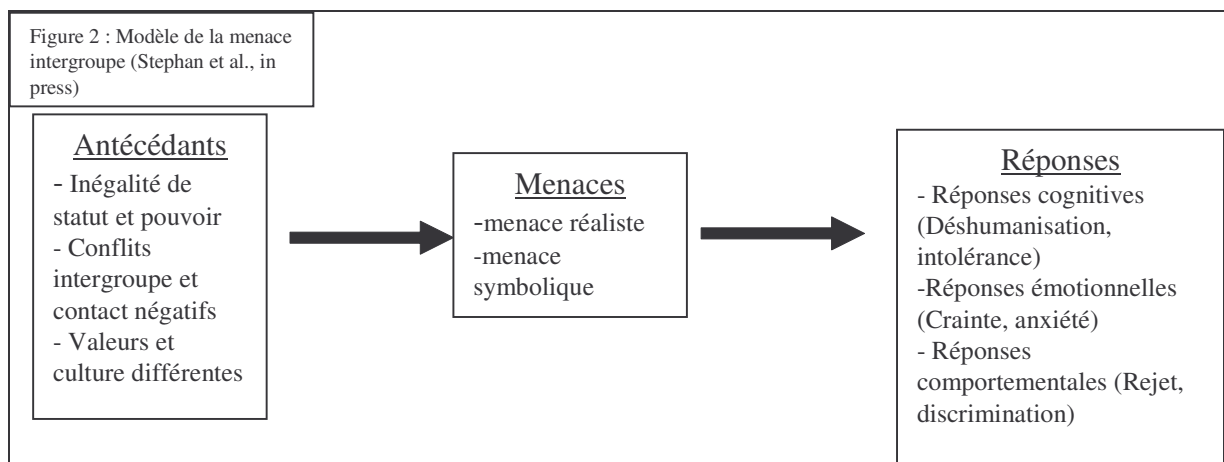 Figure 2 : Modèle de la menace
intergroupe (Stephan et al., in
press)
Antécédants
- Inégalité de
statut et pouvoir
- Conflits
intergroupe et
contact négatifs
- Valeurs et
culture différentes
Menaces
-menace réaliste
-menace
symbolique
Réponses
- Réponses cognitives
(Déshumanisation,
intolérance)
-Réponses émotionnelles
(Crainte, anxiété)
- Réponses
comportementales (Rejet,
discrimination)